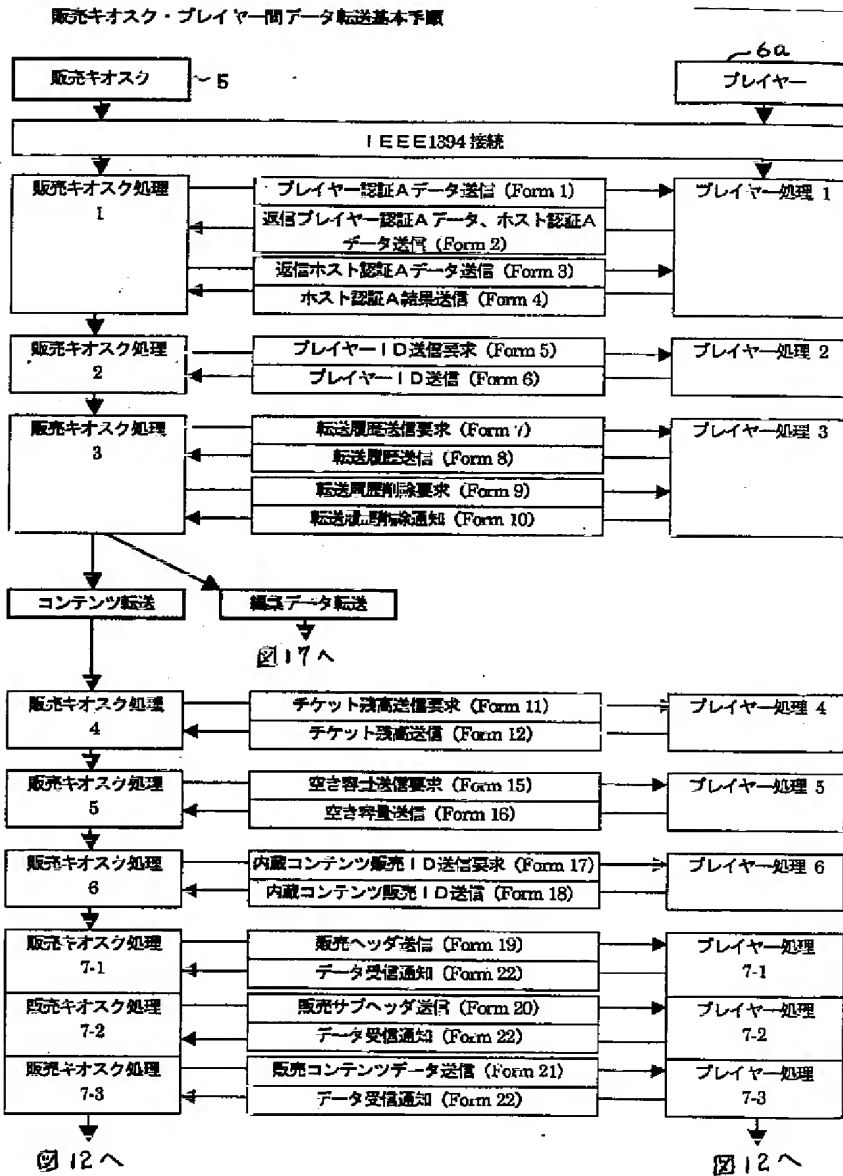 販売キオスク・プレイヤー間データ転送基本手順
販売キオスク
5
6a
プレイヤー
IEEE1394接続
販売キオスク処理
1
プレイヤー認証Aデータ送信 (Form 1)
返信プレイヤー認証Aデータ、ホスト認証A
データ送信 (Form 2)
返信ホスト認証Aデータ送信 (Form 3)
ホスト認証A結果送信 (Form 4)
プレイヤー処理 1
販売キオスク処理
2
プレイヤーID送信要求 (Form 5)
プレイヤーID送信 (Form 6)
プレイヤー処理 2
販売キオスク処理
3
転送履歴送信要求 (Form 7)
転送履歴送信 (Form 8)
転送履歴削除要求 (Form 9)
転送履歴削除通知 (Form 10)
プレイヤー処理 3
コンテンツ転送
編集データ転送
図17へ
販売キオスク処理
4
チケット残高送信要求 (Form 11)
チケット残高送信 (Form 12)
プレイヤー処理 4
販売キオスク処理
5
空き容量送信要求 (Form 15)
空き容量送信 (Form 16)
プレイヤー処理 5
販売キオスク処理
6
内蔵コンテンツ販売ID送信要求 (Form 17)
内蔵コンテンツ販売ID送信 (Form 18)
プレイヤー処理 6
販売キオスク処理
7-1
販売ヘッダ送信 (Form 19)
データ受信通知 (Form 22)
プレイヤー処理
7-1
販売キオスク処理
7-2
販売サブヘッダ送信 (Form 20)
データ受信通知 (Form 22)
プレイヤー処理
7-2
販売キオスク処理
7-3
販売コンテンツデータ送信 (Form 21)
データ受信通知 (Form 22)
プレイヤー処理
7-3
図12へ
図12へ